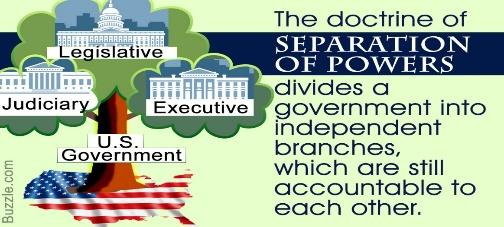 Legislative
Judiciary
Executive
U.S.
Government
Buzzle.com
The doctrine of
SEPARATION
OF POWERS
divides a
government into
independent
branches,
which are still
accountable to
each other.